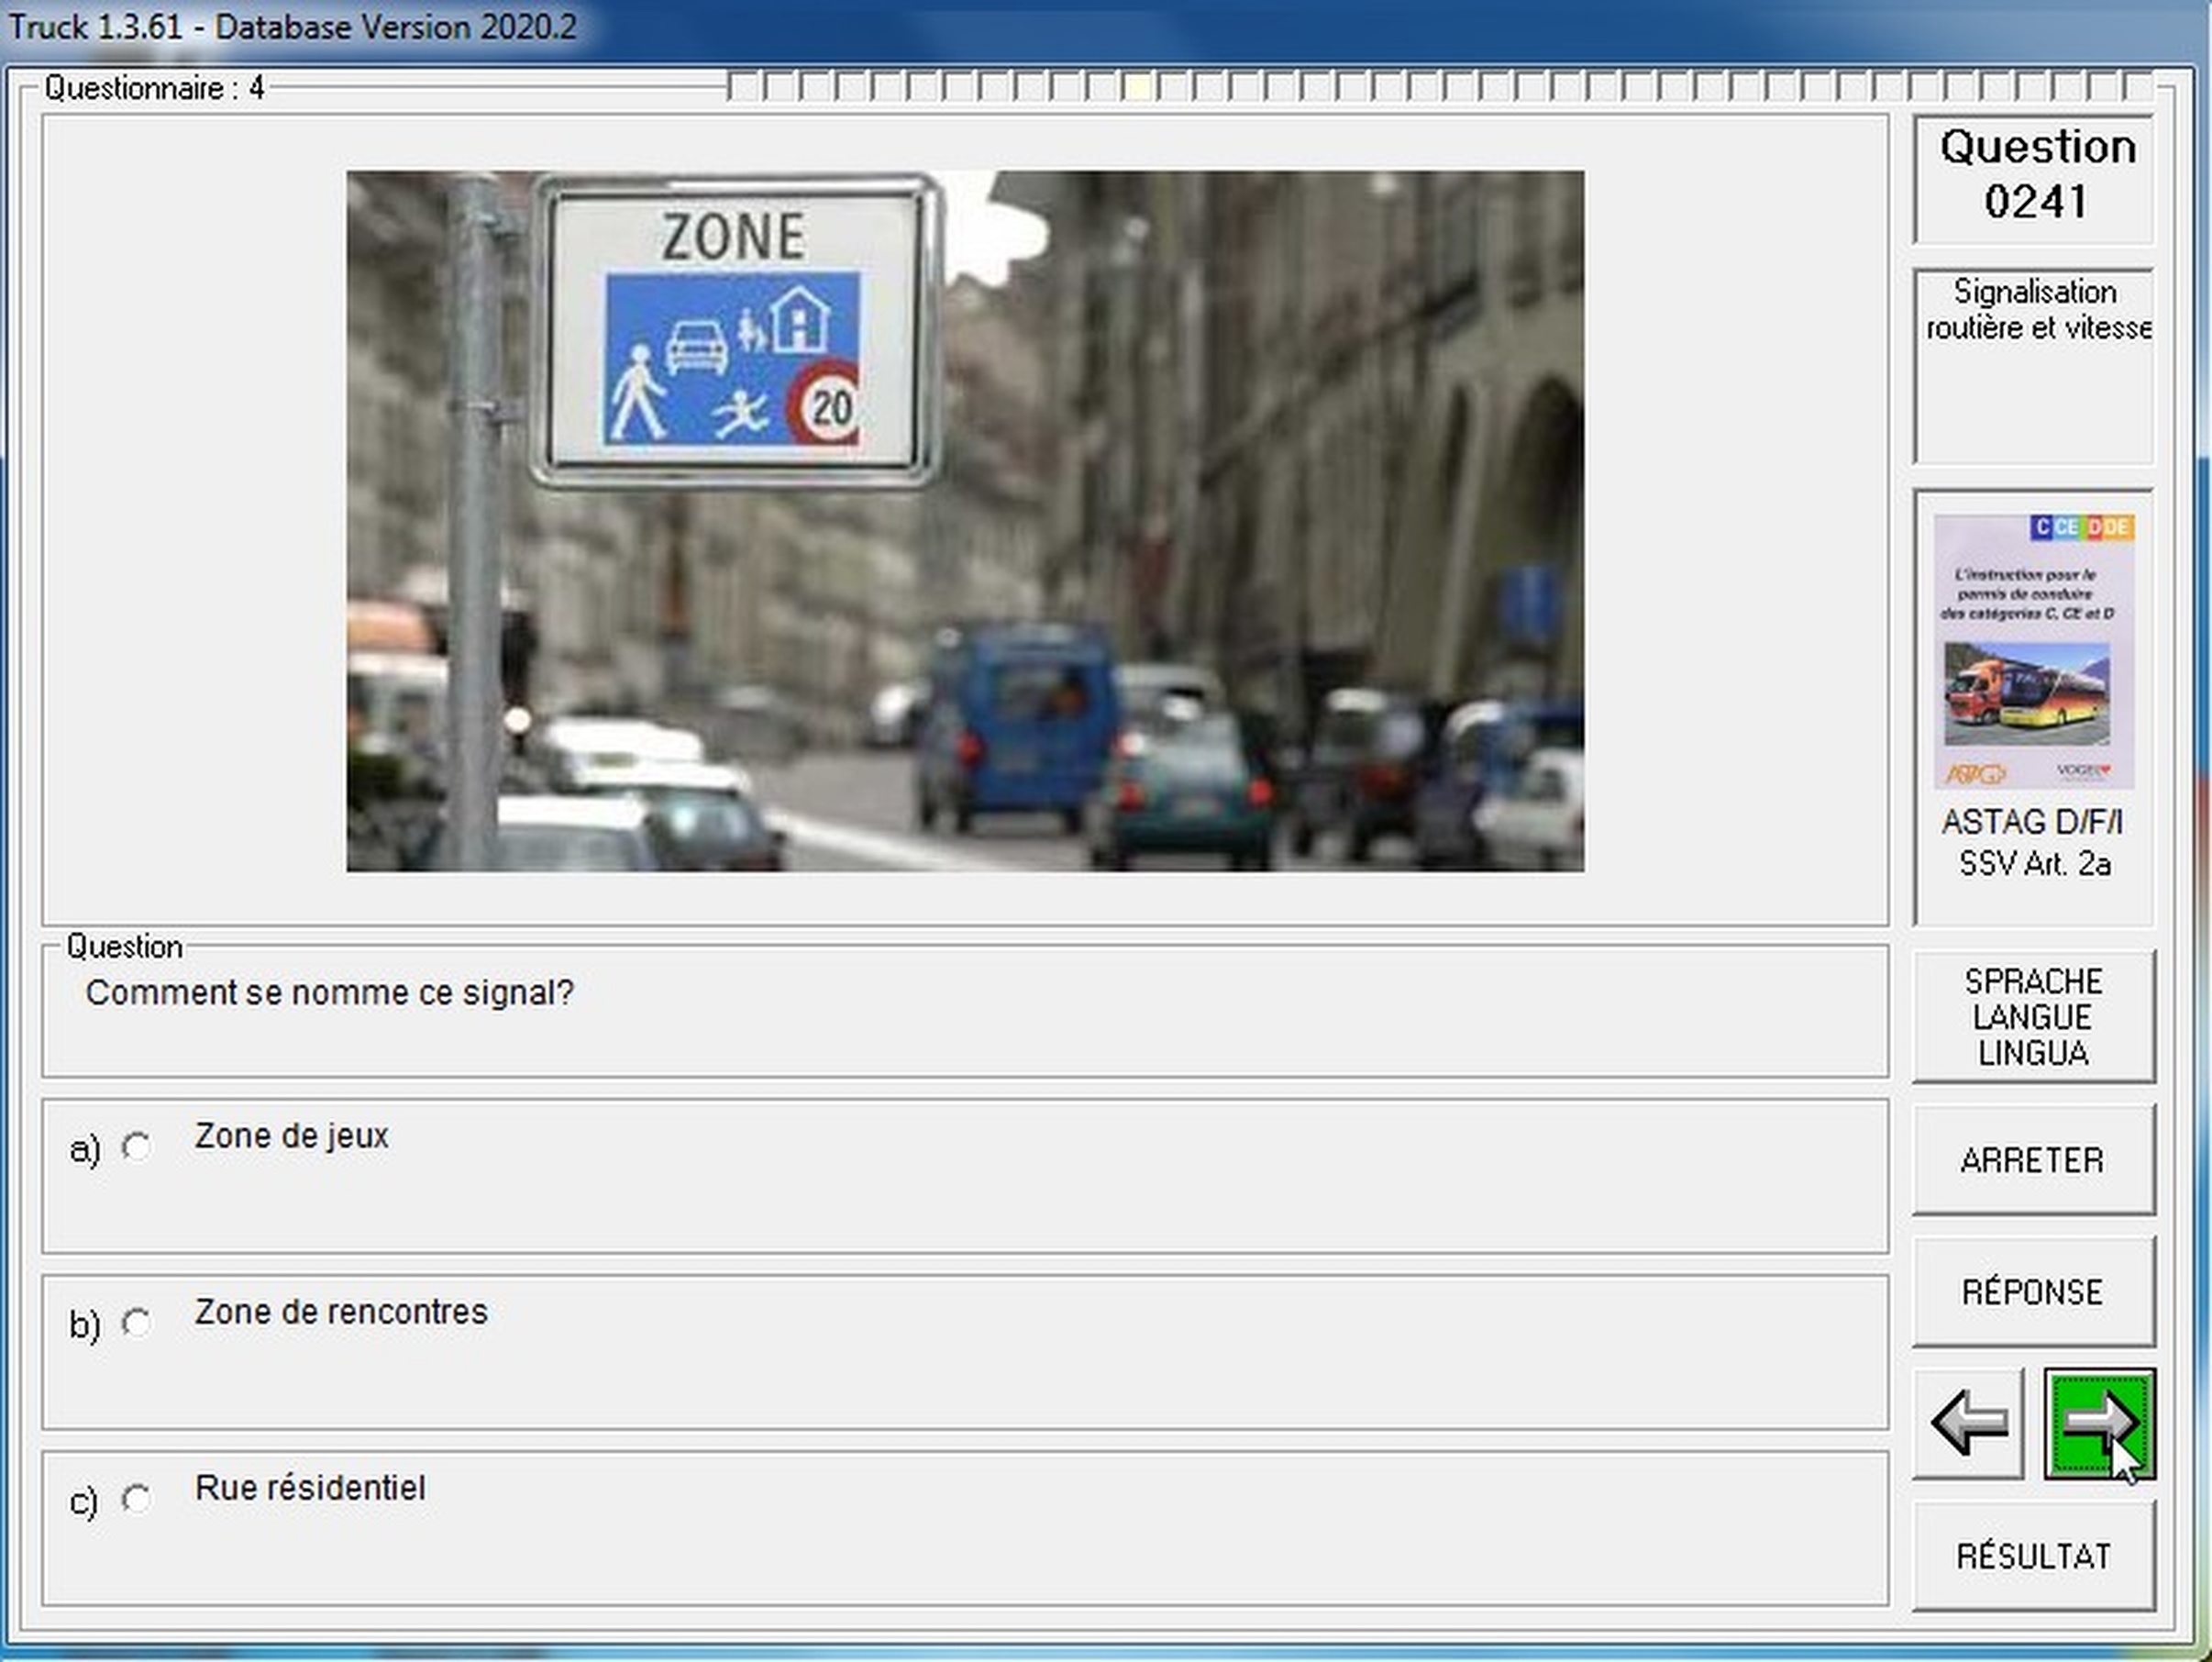 Truck 1.3.61 - Database Version 2020.2
Questionnaire : 4
ZONE
20
Question
0241
Signalisation
routière et vitesse
C CE D DE
L'instruction pour le
permis de conduire
des catégories C, CE et D
ASTAG
VOGEL
ASTAG D/F/I
SSV Art. 2a
Question
Comment se nomme ce signal?
a) Zone de jeux
b) Zone de rencontres
c) Rue résidentiel
SPRACHE
LANGUE
LINGUA
ARRETER
RÉPONSE
RÉSULTAT